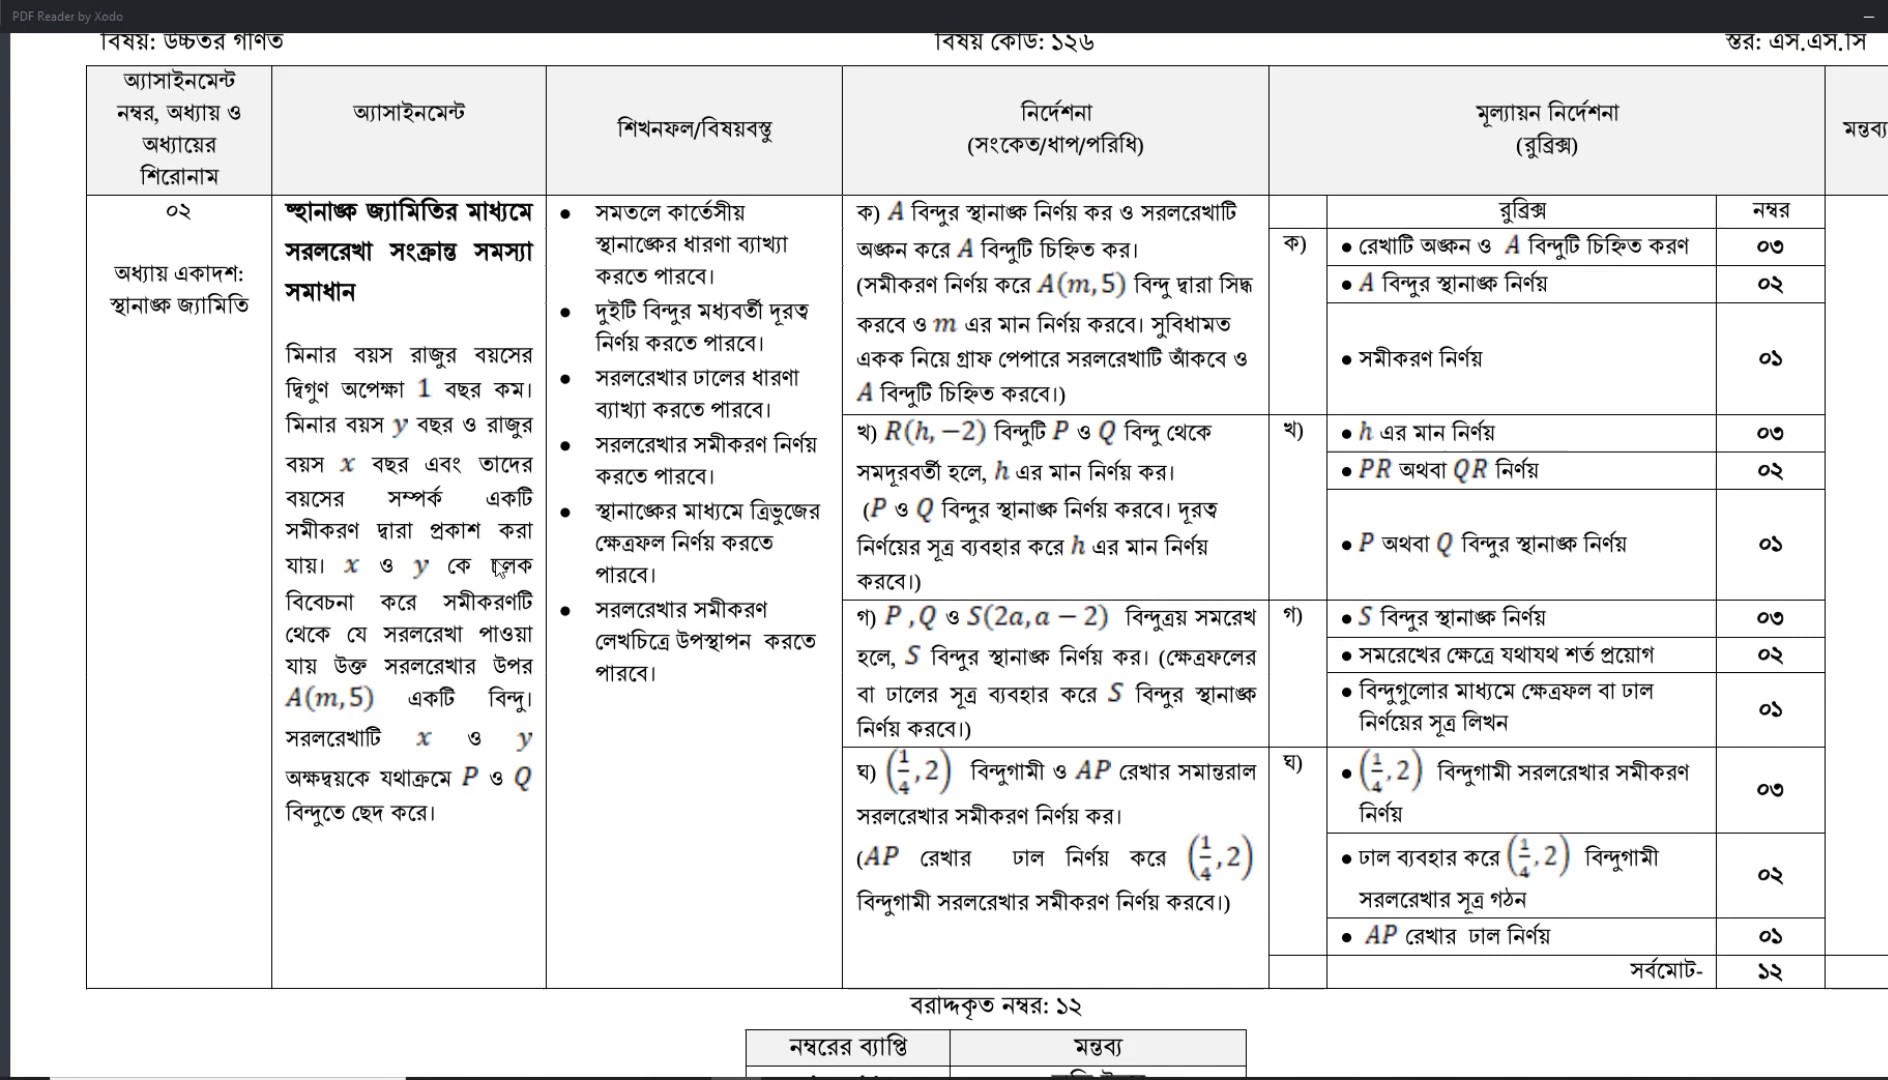 PDF Reader by Xodo
বিষয়: উচ্চতর গণিত
বিষয় কোড: ১২৬
স্তর: এস.এস.সি
অ্যাসাইনমেন্ট
নম্বর, অধ্যায় ও
অধ্যায়ের
শিরোনাম
অ্যাসাইনমেন্ট
শিখনফল/বিষয়বস্তু
নির্দেশনা
(সংকেত/ধাপ/পরিধি)
মূল্যায়ন নির্দেশনা
(রুব্রিক্স)
মন্তব্য
০২
অধ্যায় একাদশ:
স্থানাঙ্ক জ্যামিতি
স্থানাঙ্ক জ্যামিতির মাধ্যমে
সরলরেখা সংক্রান্ত সমস্যা
সমাধান
মিনার বয়স রাজুর বয়সের
দ্বিগুণ অপেক্ষা 1 বছর কম।
মিনার বয়স y বছর ও রাজুর
বয়স x বছর এবং তাদের
বয়সের সম্পর্ক একটি
সমীকরণ দ্বারা প্রকাশ করা
যায়। x ও y কে চলক
বিবেচনা করে সমীকরণটি
থেকে যে সরলরেখা পাওয়া
যায় উক্ত সরলরেখার উপর
A(m,5) একটি বিন্দু।
সরলরেখাটি x ও y
অক্ষদ্বয়কে যথাক্রমে P ও Q
বিন্দুতে ছেদ করে।
● সমতলে কার্তেসীয়
স্থানাঙ্কের ধারণা ব্যাখ্যা
করতে পারবে।
● দুইটি বিন্দুর মধ্যবর্তী দূরত্ব
নির্ণয় করতে পারবে।
● সরলরেখার ঢালের ধারণা
ব্যাখ্যা করতে পারবে।
● সরলরেখার সমীকরণ নির্ণয়
করতে পারবে।
● স্থানাঙ্কের মাধ্যমে ত্রিভুজের
ক্ষেত্রফল নির্ণয় করতে
পারবে।
● সরলরেখার সমীকরণ
লেখচিত্রে উপস্থাপন করতে
পারবে।
ক) A বিন্দুর স্থানাঙ্ক নির্ণয় কর ও সরলরেখাটি
অঙ্কন করে A বিন্দুটি চিহ্নিত কর।
(সমীকরণ নির্ণয় করে A(m,5) বিন্দু দ্বারা সিদ্ধ
করবে ও m এর মান নির্ণয় করবে। সুবিধামত
একক নিয়ে গ্রাফ পেপারে সরলরেখাটি আঁকবে ও
A বিন্দুটি চিহ্নিত করবে।)
খ) R(h,−2) বিন্দুটি P ও Q বিন্দু থেকে
সমদূরবর্তী হলে, h এর মান নির্ণয় কর।
(P ও Q বিন্দুর স্থানাঙ্ক নির্ণয় করবে। দূরত্ব
নির্ণয়ের সূত্র ব্যবহার করে h এর মান নির্ণয়
করবে।)
গ) P ,Q ও S(2a,a − 2) বিন্দুত্রয় সমরেখ
হলে, S বিন্দুর স্থানাঙ্ক নির্ণয় কর। (ক্ষেত্রফলের
বা ঢালের সূত্র ব্যবহার করে S বিন্দুর স্থানাঙ্ক
নির্ণয় করবে।)
ঘ) (1/4,2) বিন্দুগামী ও AP রেখার সমান্তরাল
সরলরেখার সমীকরণ নির্ণয় কর।
(AP রেখার ঢাল নির্ণয় করে (1/4,2)
বিন্দুগামী সরলরেখার সমীকরণ নির্ণয় করবে।)
রুব্রিক্স নম্বর
ক) ● রেখাটি অঙ্কন ও A বিন্দুটি চিহ্নিত করণ ০৩
● A বিন্দুর স্থানাঙ্ক নির্ণয় ০২
● সমীকরণ নির্ণয় ০১
খ) ● h এর মান নির্ণয় ০৩
● PR অথবা QR নির্ণয় ০২
● P অথবা Q বিন্দুর স্থানাঙ্ক নির্ণয় ০১
গ) ● S বিন্দুর স্থানাঙ্ক নির্ণয় ০৩
● সমরেখের ক্ষেত্রে যথাযথ শর্ত প্রয়োগ ০২
● বিন্দুগুলোর মাধ্যমে ক্ষেত্রফল বা ঢাল
নির্ণয়ের সূত্র লিখন ০১
ঘ) ● (1/4,2) বিন্দুগামী সরলরেখার সমীকরণ
নির্ণয় ০৩
● ঢাল ব্যবহার করে (1/4,2) বিন্দুগামী
সরলরেখার সূত্র গঠন ০২
● AP রেখার ঢাল নির্ণয় ০১
সর্বমোট- ১২
বরাদ্দকৃত নম্বর: ১২
নম্বরের ব্যাপ্তি মন্তব্য